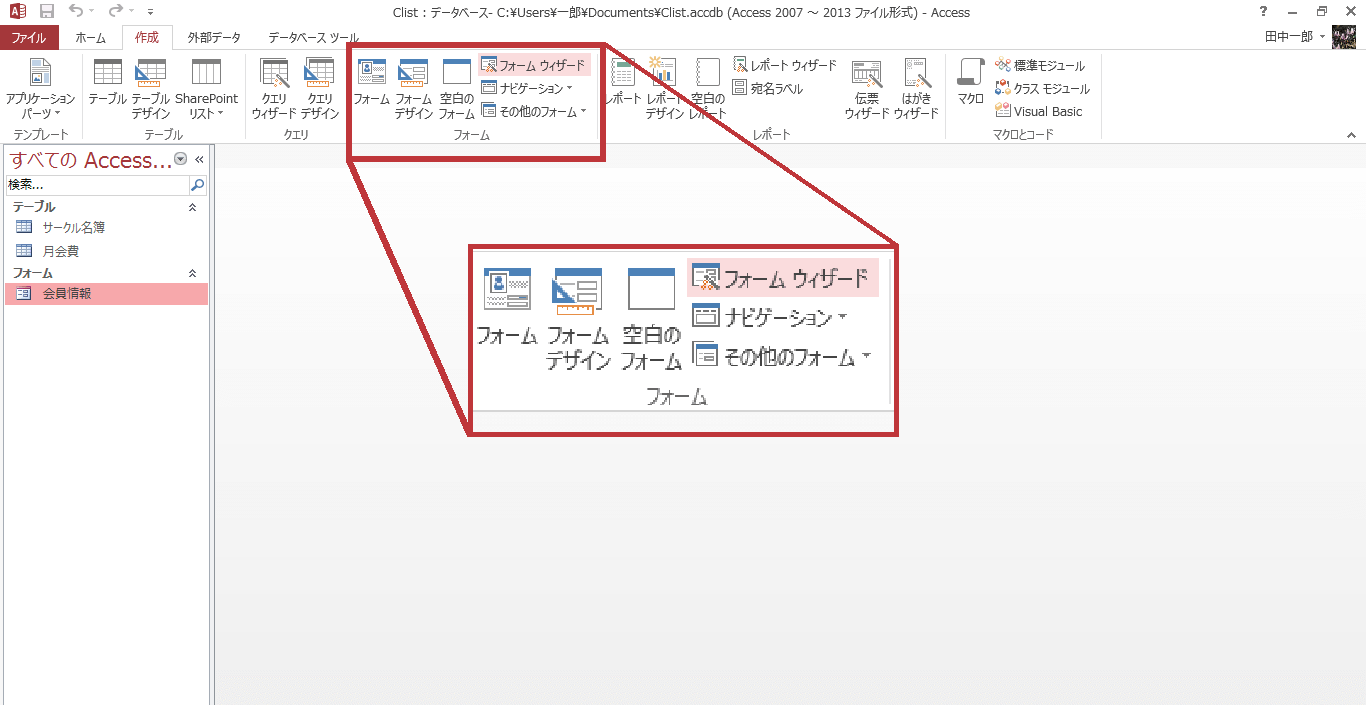 Clist : データベース- C:¥Users¥一郎¥Documents¥Clist.accdb (Access 2007 ～ 2013 ファイル形式) - Access
ファイル ホーム 作成 外部データ データベース ツール 田中一郎
アプリケーション
パーツ
テンプレート
テーブル
テーブル
デザイン
SharePoint
リスト
テーブル
クエリ
ウィザード
クエリ
デザイン
クエリ
フォーム
フォーム
デザイン
空白の
フォーム
フォーム ウィザード
ナビゲーション
その他のフォーム
フォーム
レポート
レポート
デザイン
空白の
レポート
レポート ウィザード
宛名ラベル
伝票
ウィザード
はがき
ウィザード
レポート
マクロ
標準モジュール
クラス モジュール
Visual Basic
マクロとコード
すべての Access...
検索...
テーブル
サークル名簿
月会費
フォーム
会員情報
フォーム
フォーム
デザイン
空白の
フォーム
フォーム ウィザード
ナビゲーション
その他のフォーム
フォーム